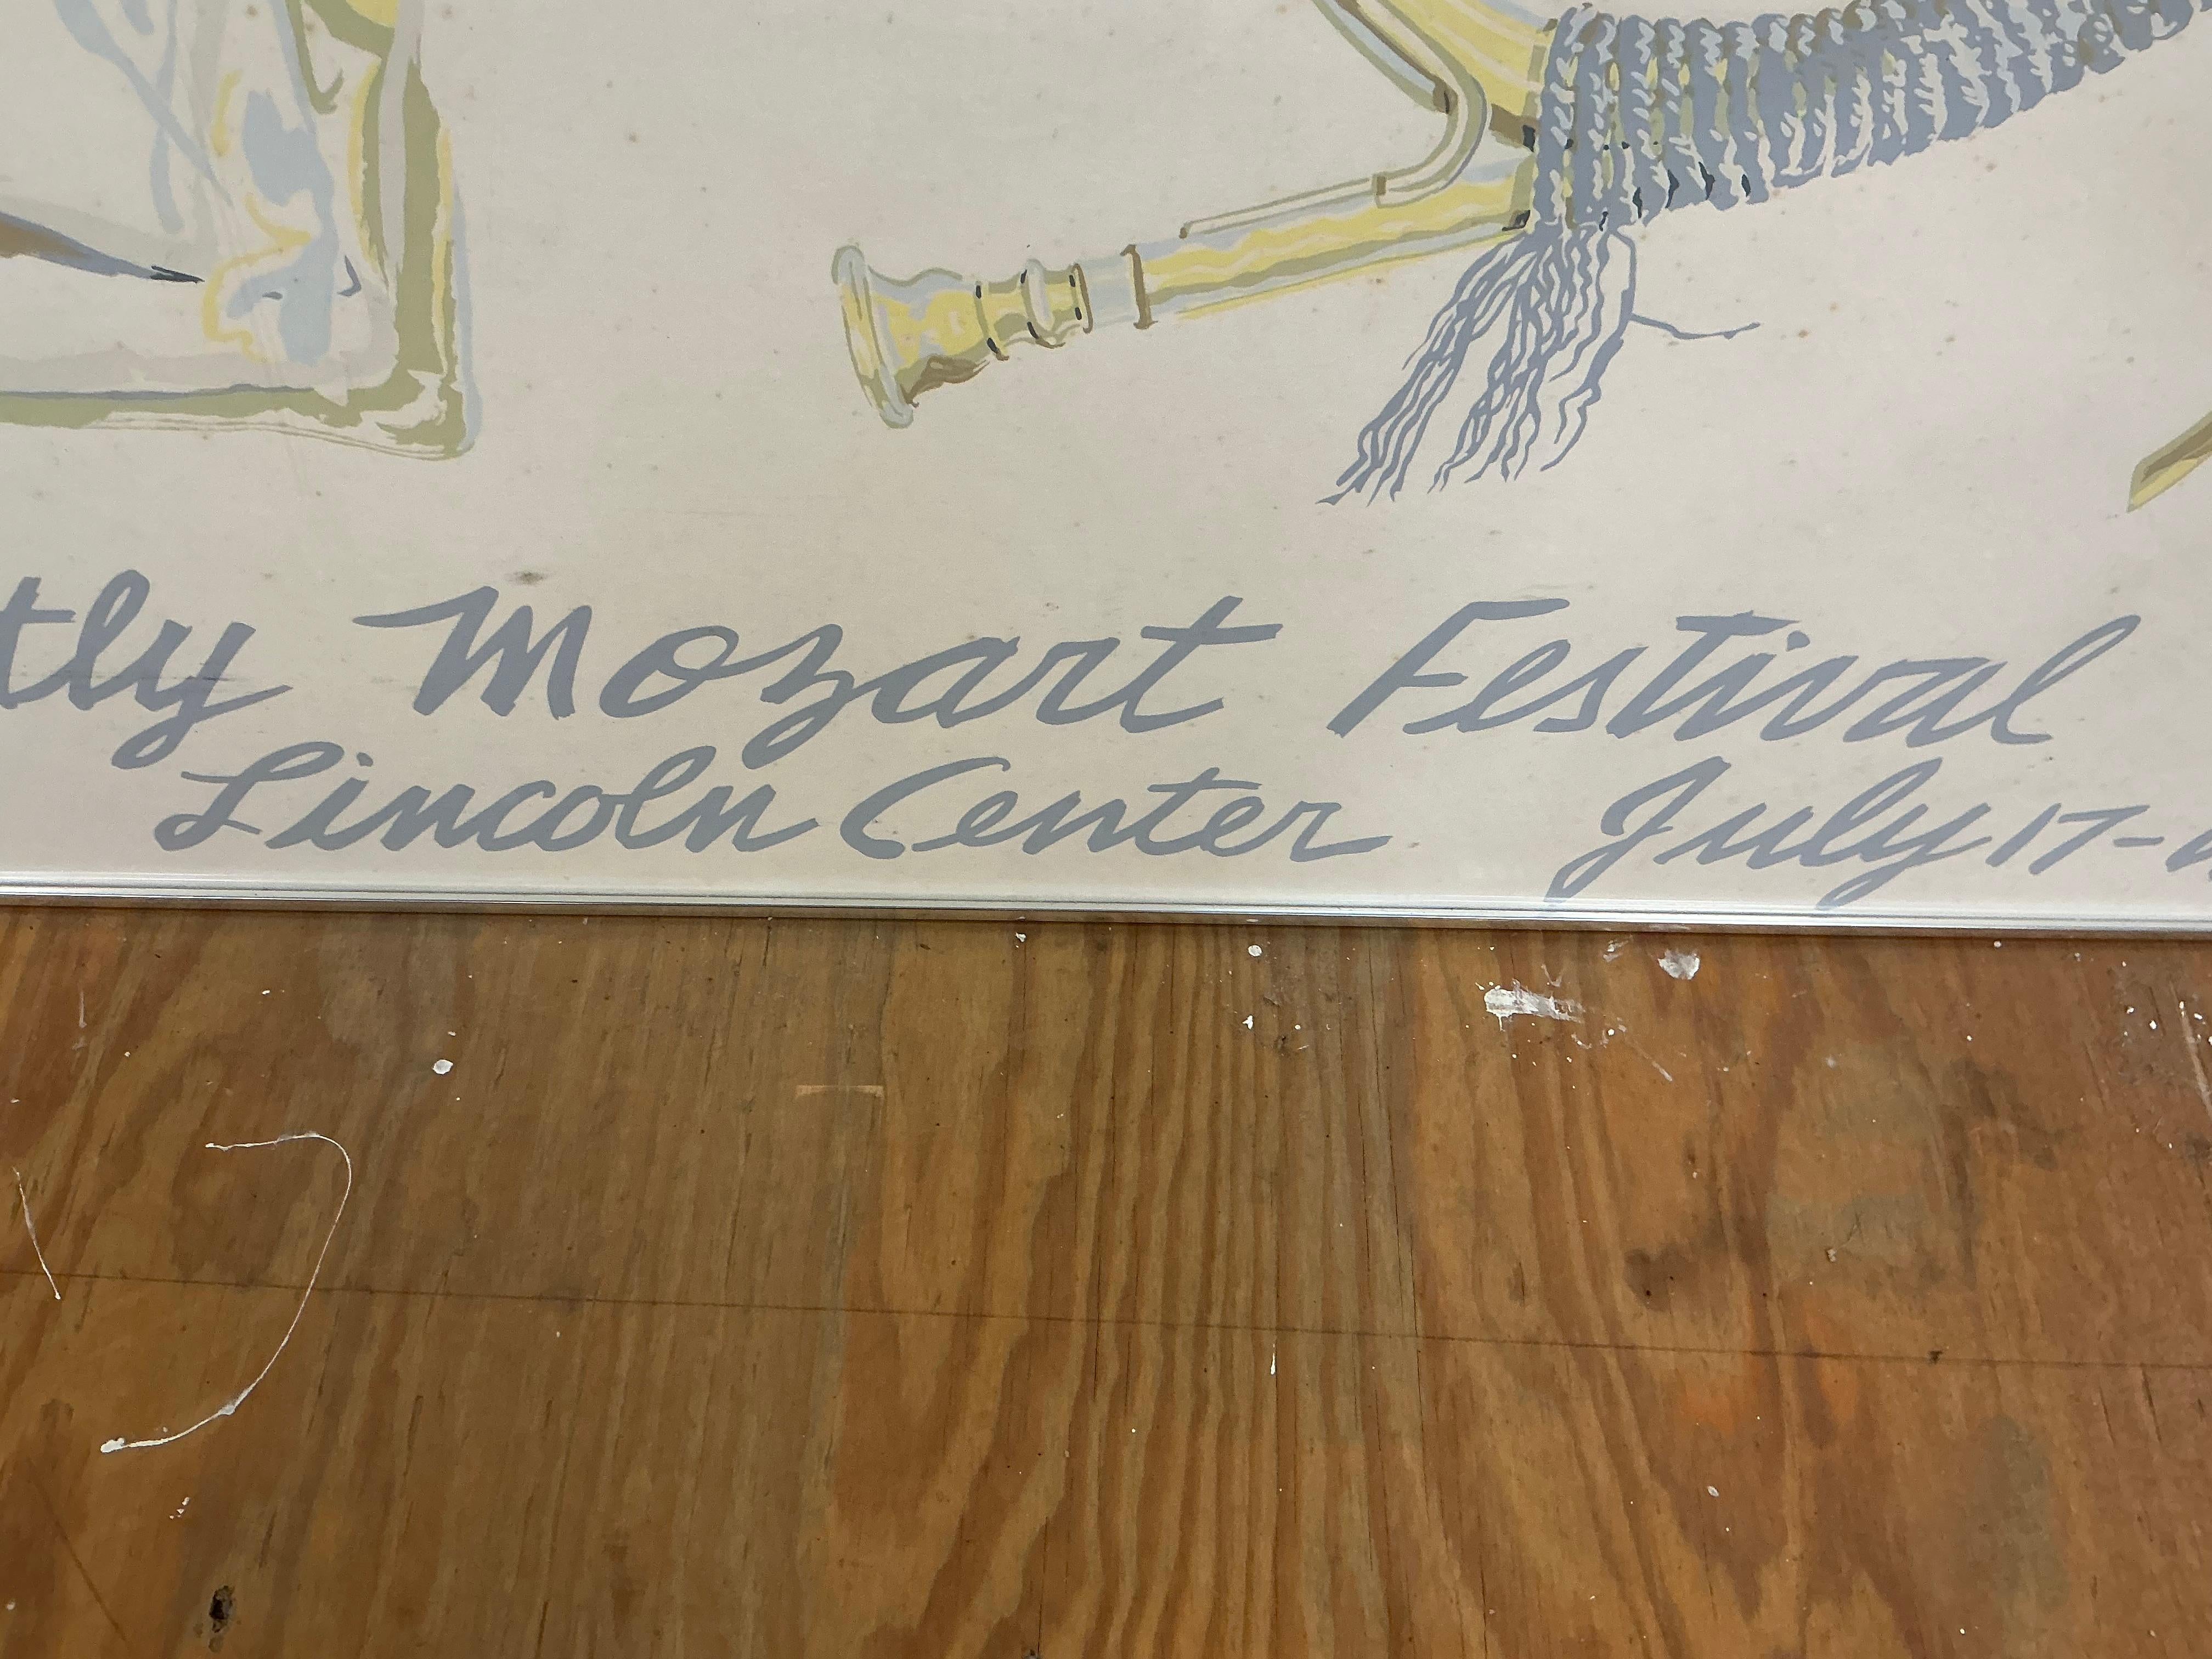 tly Mozart Festival
Lincoln Center July 17-